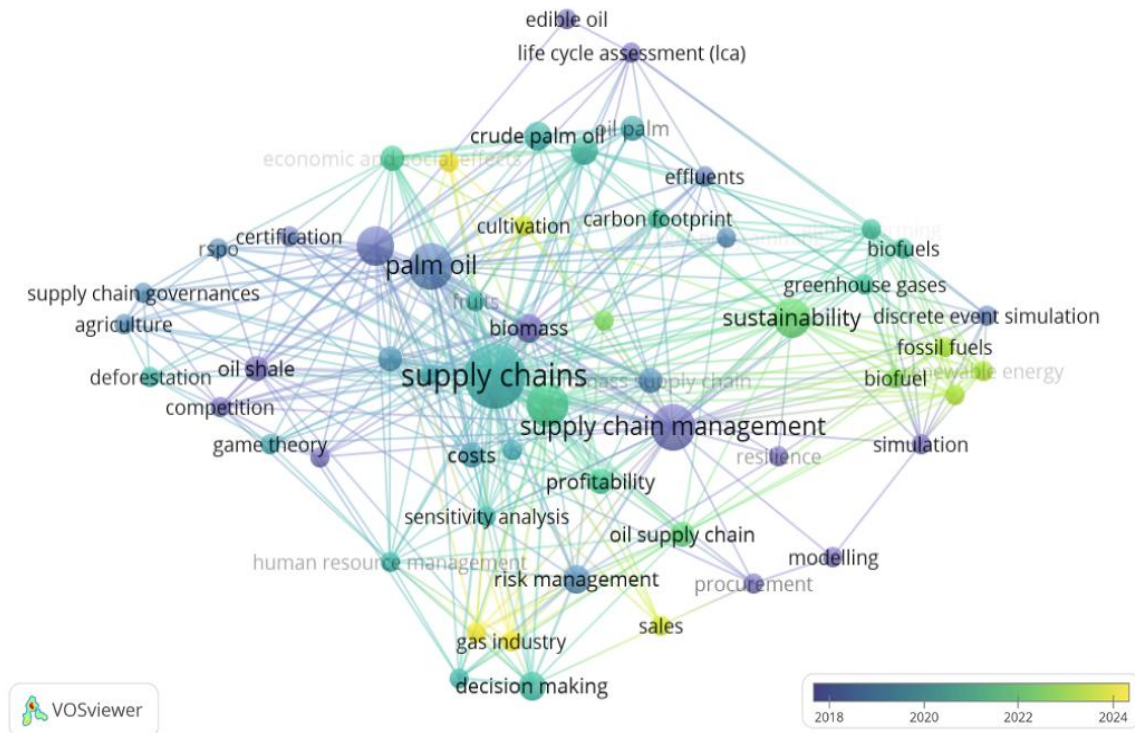 edible oil
life cycle assessment (lca)
crude palm oil
oil palm
economic and social effects
effluents
cultivation
carbon footprint
certification
rspo
biofuels
palm oil
greenhouse gases
supply chain governances
fruits
agriculture
biomass
sustainability
discrete event simulation
fossil fuels
oil shale
supply chains
supply chain
renewable energy
deforestation
biofuel
competition
supply chain management
game theory
costs
resilience
simulation
profitability
sensitivity analysis
oil supply chain
human resource management
risk management
modelling
procurement
gas industry
sales
decision making
VOSviewer
2018
2020
2022
2024